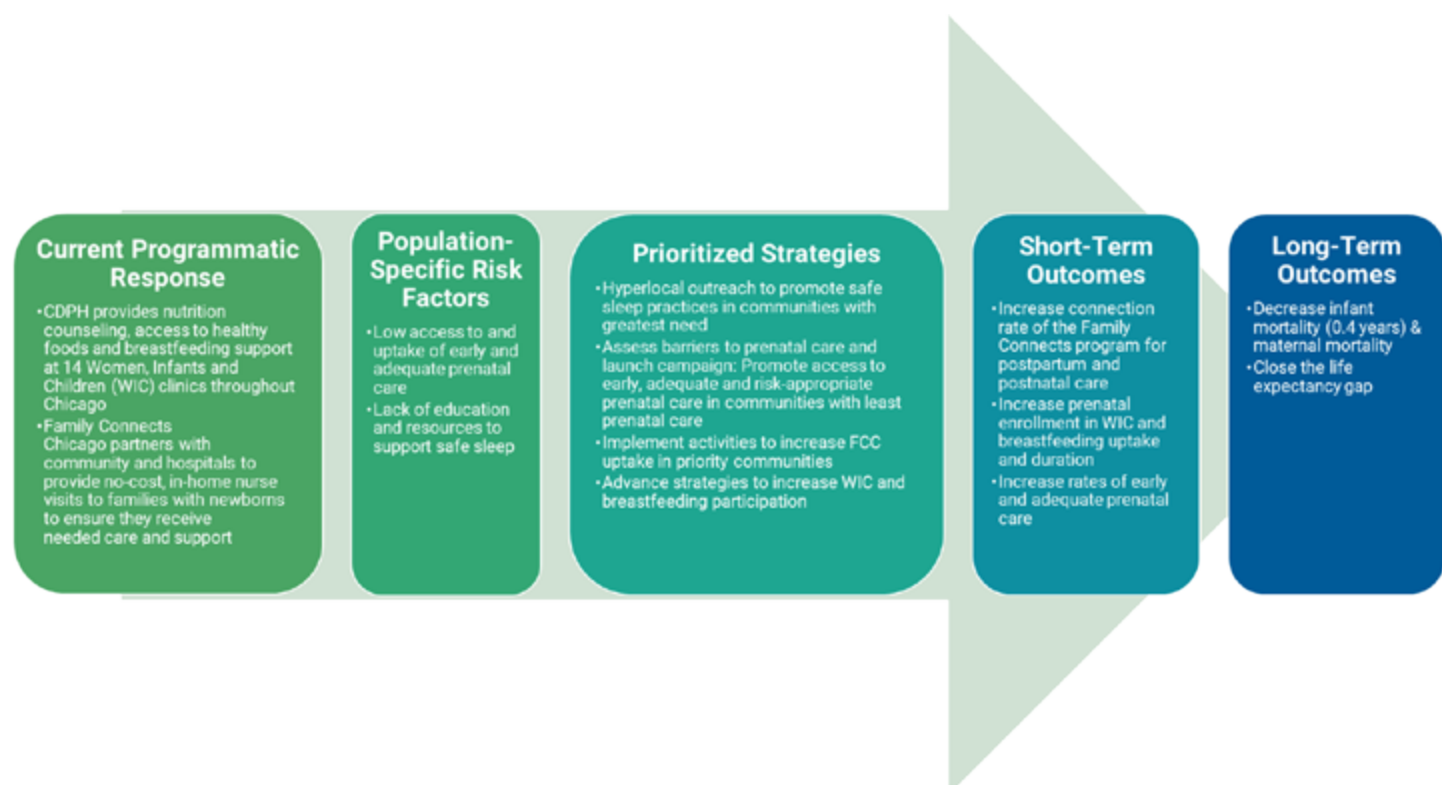 Current Programmatic
Response
•CDPH provides nutrition
counseling, access to healthy
foods and breastfeeding support
at 14 Women, Infants and
Children (WIC) clinics throughout
Chicago
•Family Connects
Chicago partners with
community and hospitals to
provide no-cost, in-home nurse
visits to families with newborns
to ensure they receive
needed care and support
Population-
Specific Risk
Factors
•Low access to and
uptake of early and
adequate prenatal
care
•Lack of education
and resources to
support safe sleep
Prioritized Strategies
•Hyperlocal outreach to promote safe
sleep practices in communities with
greatest need
•Assess barriers to prenatal care and
launch campaign: Promote access to
early, adequate and risk-appropriate
prenatal care in communities with least
prenatal care
•Implement activities to increase FCC
uptake in priority communities
•Advance strategies to increase WIC and
breastfeeding participation
Short-Term
Outcomes
•Increase connection
rate of the Family
Connects program for
postpartum and
postnatal care
•Increase prenatal
enrollment in WIC and
breastfeeding uptake
and duration
•Increase rates of early
and adequate prenatal
care
Long-Term
Outcomes
•Decrease infant
mortality (0.4 years) &
maternal mortality
•Close the life
expectancy gap